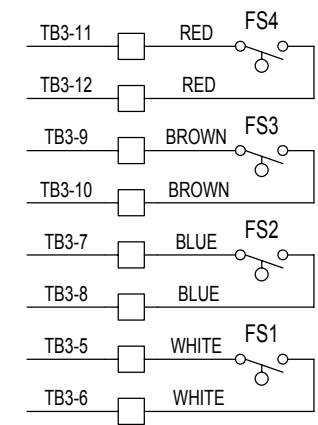 TB3-11 RED FS4
TB3-12 RED
TB3-9 BROWN FS3
TB3-10 BROWN
TB3-7 BLUE FS2
TB3-8 BLUE
TB3-5 WHITE FS1
TB3-6 WHITE